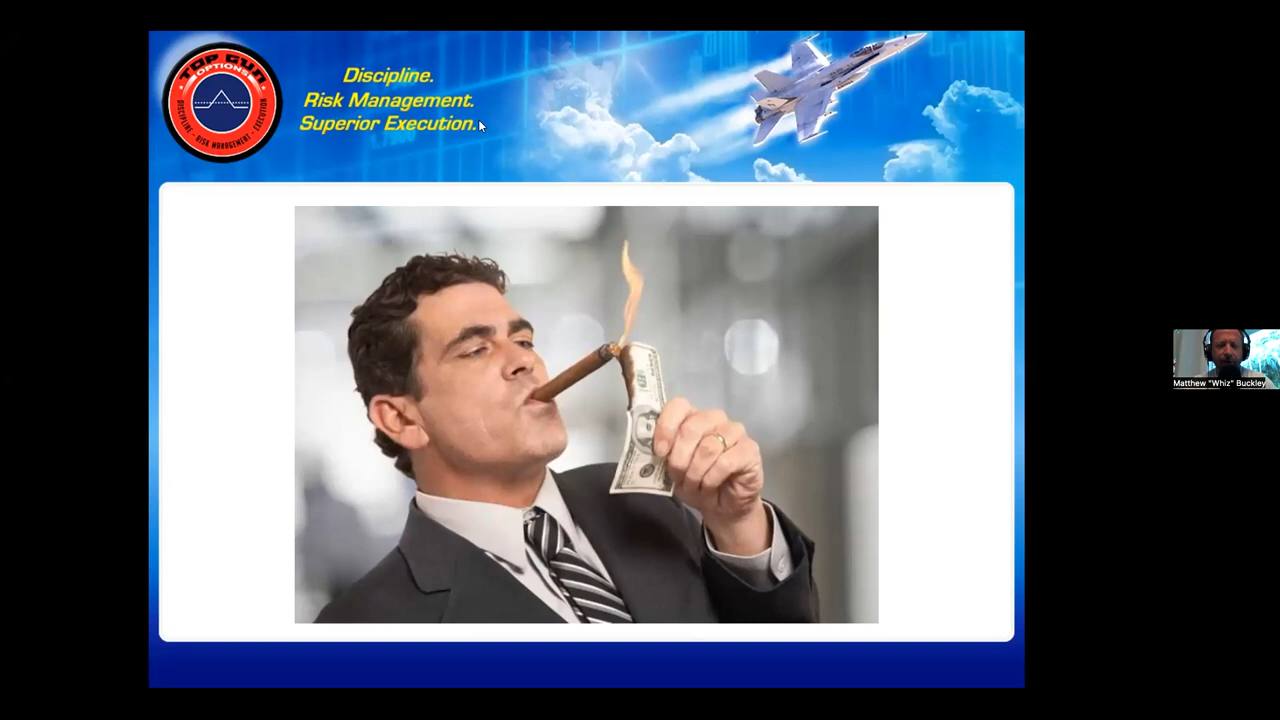 TOP GUN
OPTIONS
DISCIPLINE - RISK MANAGEMENT - EXECUTION
Discipline.
Risk Management.
Superior Execution.
Matthew "Whiz" Buckley